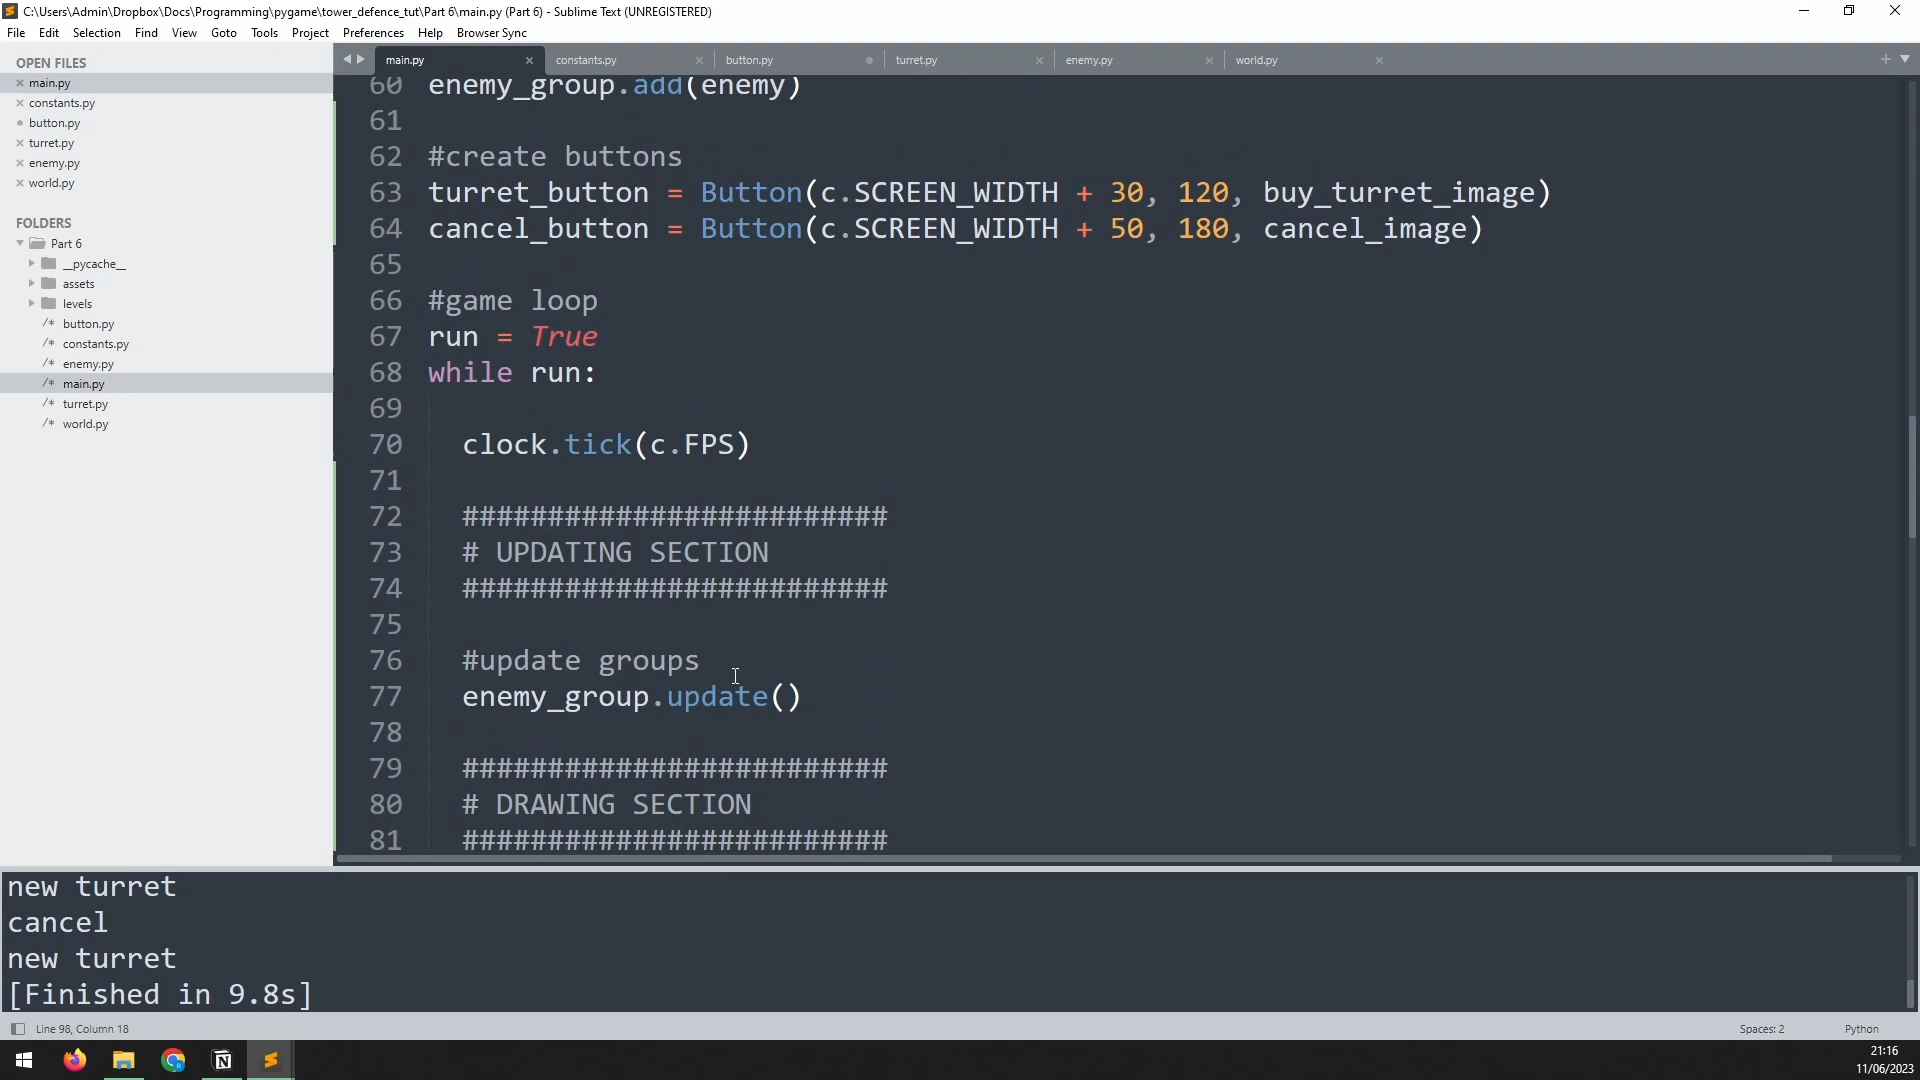 C:\Users\Admin\Dropbox\Docs\Programming\pygame\tower_defence_tut\Part 6\main.py (Part 6) - Sublime Text (UNREGISTERED)
File Edit Selection Find View Goto Tools Project Preferences Help Browser Sync
OPEN FILES
main.py
constants.py
button.py
turret.py
enemy.py
world.py
FOLDERS
Part 6
__pycache__
assets
levels
button.py
constants.py
enemy.py
main.py
turret.py
world.py
main.py constants.py button.py turret.py enemy.py world.py
60 enemy_group.add(enemy)
61
62 #create buttons
63 turret_button = Button(c.SCREEN_WIDTH + 30, 120, buy_turret_image)
64 cancel_button = Button(c.SCREEN_WIDTH + 50, 180, cancel_image)
65
66 #game loop
67 run = True
68 while run:
69
70 clock.tick(c.FPS)
71
72 #########################
73 # UPDATING SECTION
74 #########################
75
76 #update groups
77 enemy_group.update()
78
79 #########################
80 # DRAWING SECTION
81 #########################
new turret
cancel
new turret
[Finished in 9.8s]
Line 98, Column 18
Spaces: 2 Python
21:16
11/06/2023